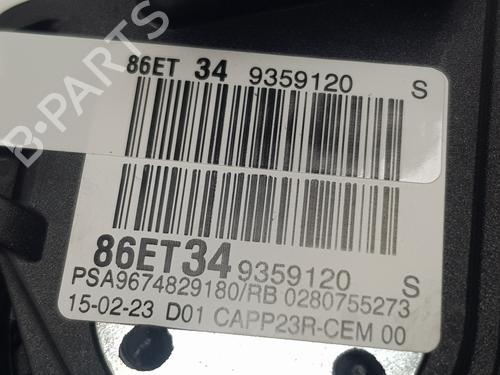 86ET 34 9359120 S
86ET34 9359120 S
PSA9674829180/RB 0280755273
15-02-23 D01 CAPP23R-CEM 00
B-PARTS